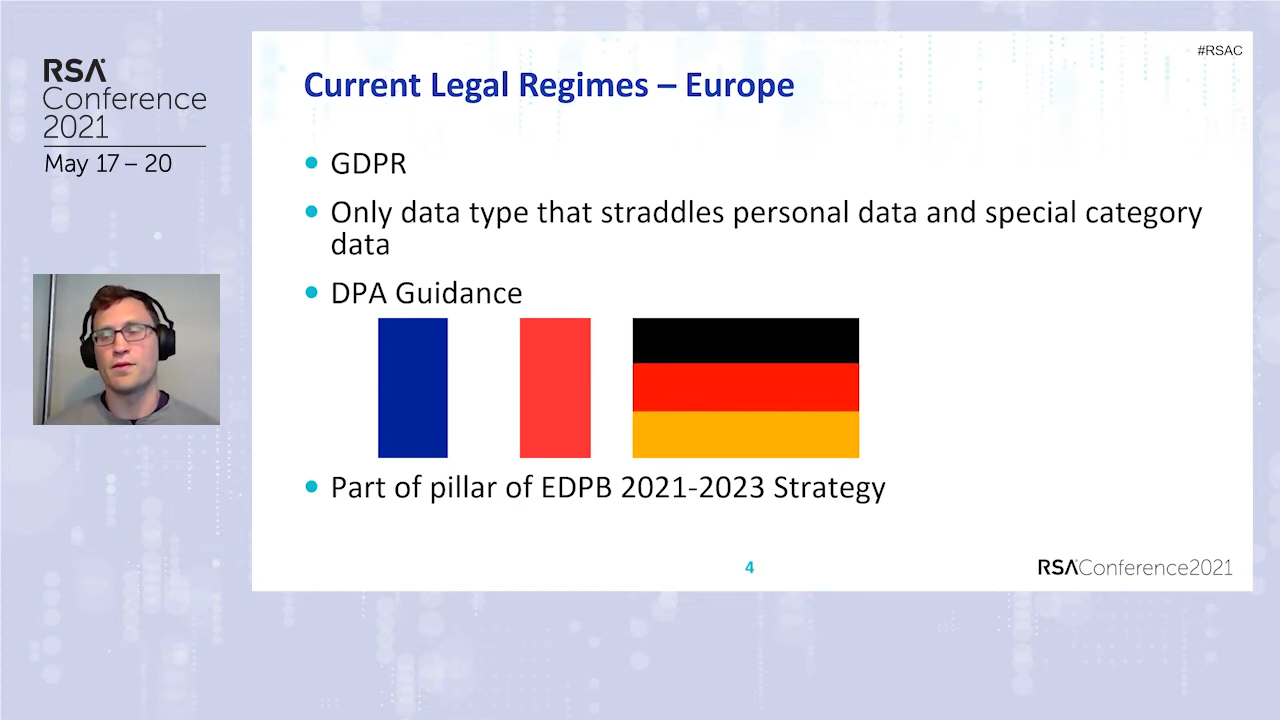 RSA
Conference
2021
May 17 – 20
#RSAC
Current Legal Regimes – Europe
• GDPR
• Only data type that straddles personal data and special category
data
• DPA Guidance
• Part of pillar of EDPB 2021-2023 Strategy
4
RSAConference2021